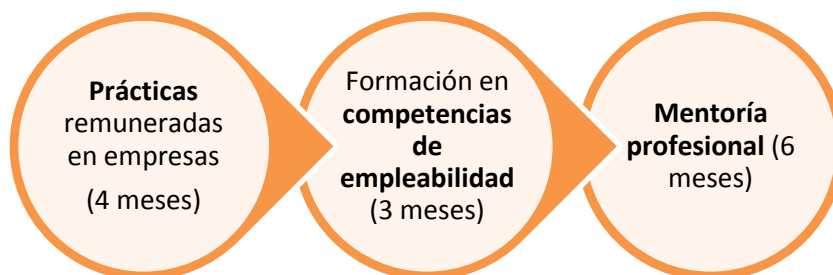 Prácticas
remuneradas
en empresas
(4 meses)
Formación en
competencias
de
empleabilidad
(3 meses)
Mentoría
profesional (6
meses)